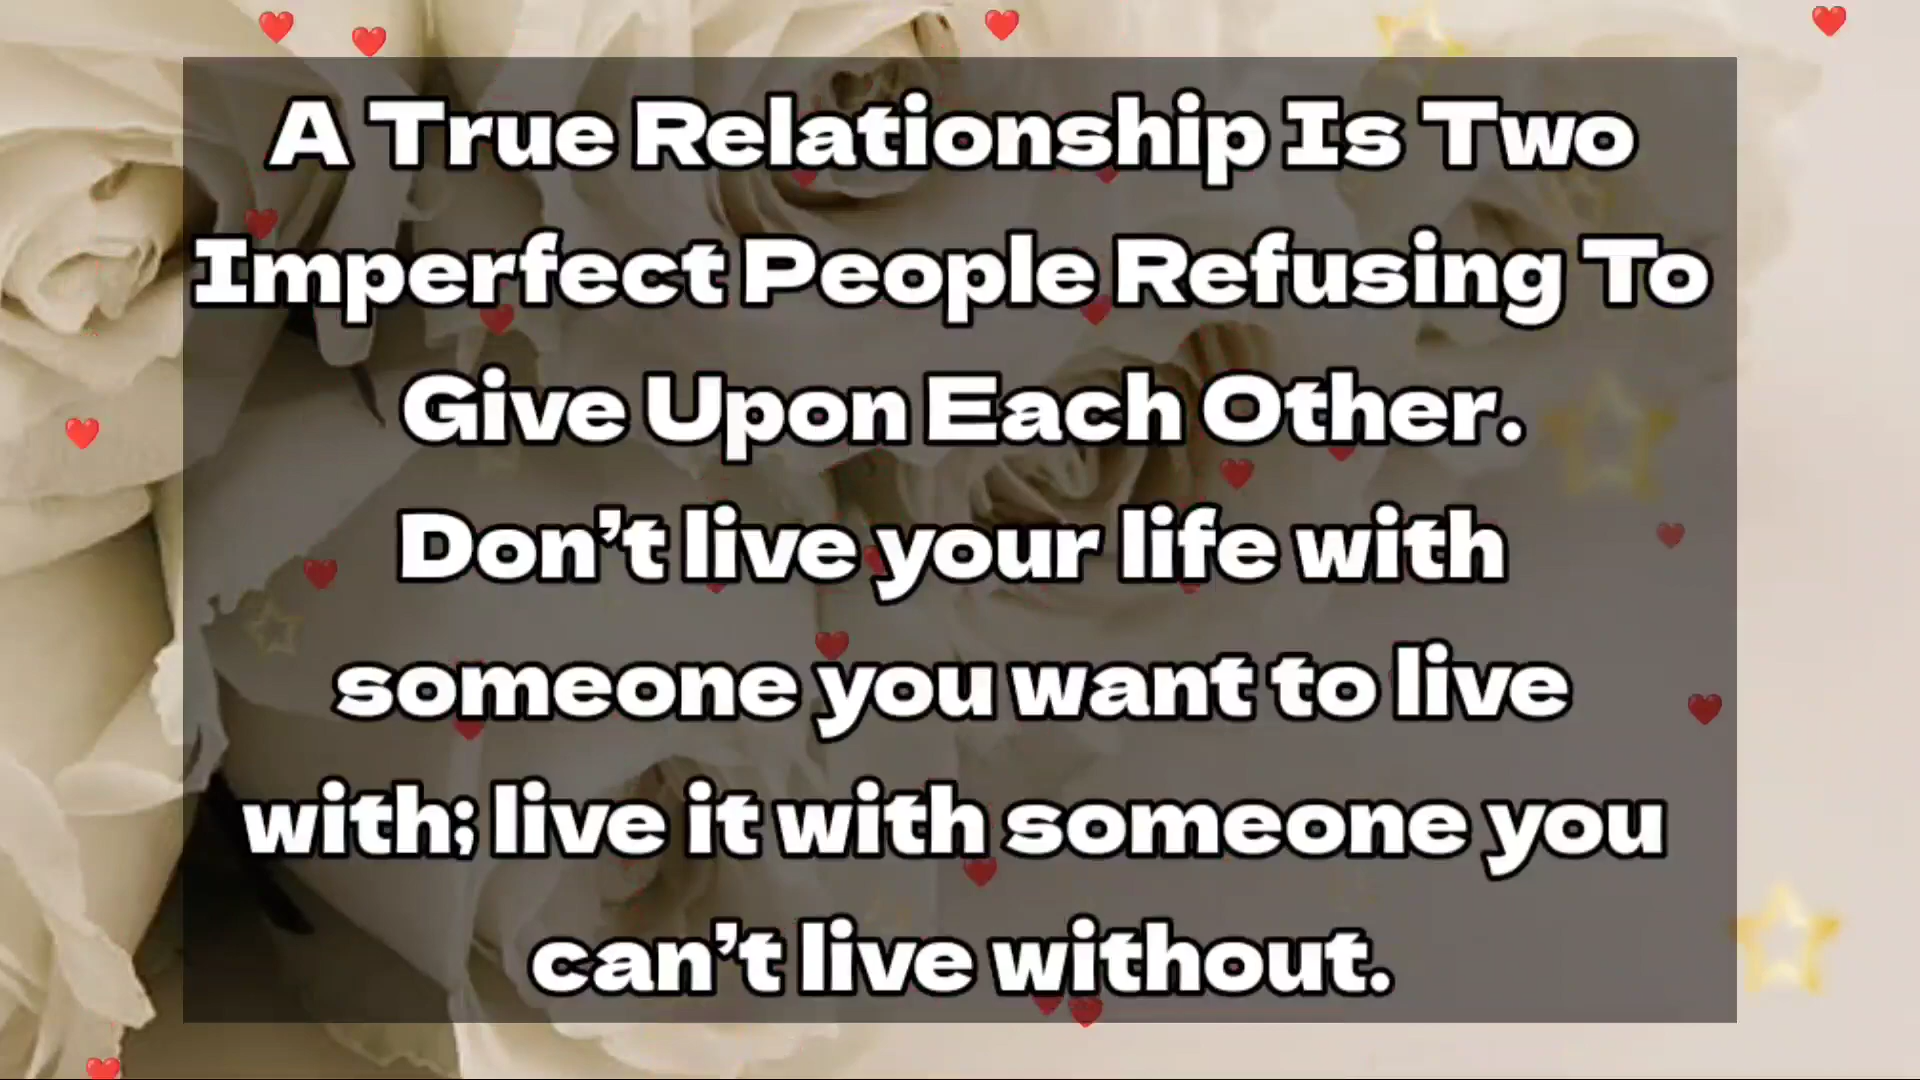 A True Relationship Is Two
Imperfect People Refusing To
Give Upon Each Other.
Don’t live your life with
someone you want to live
with; live it with someone you
can’t live without.